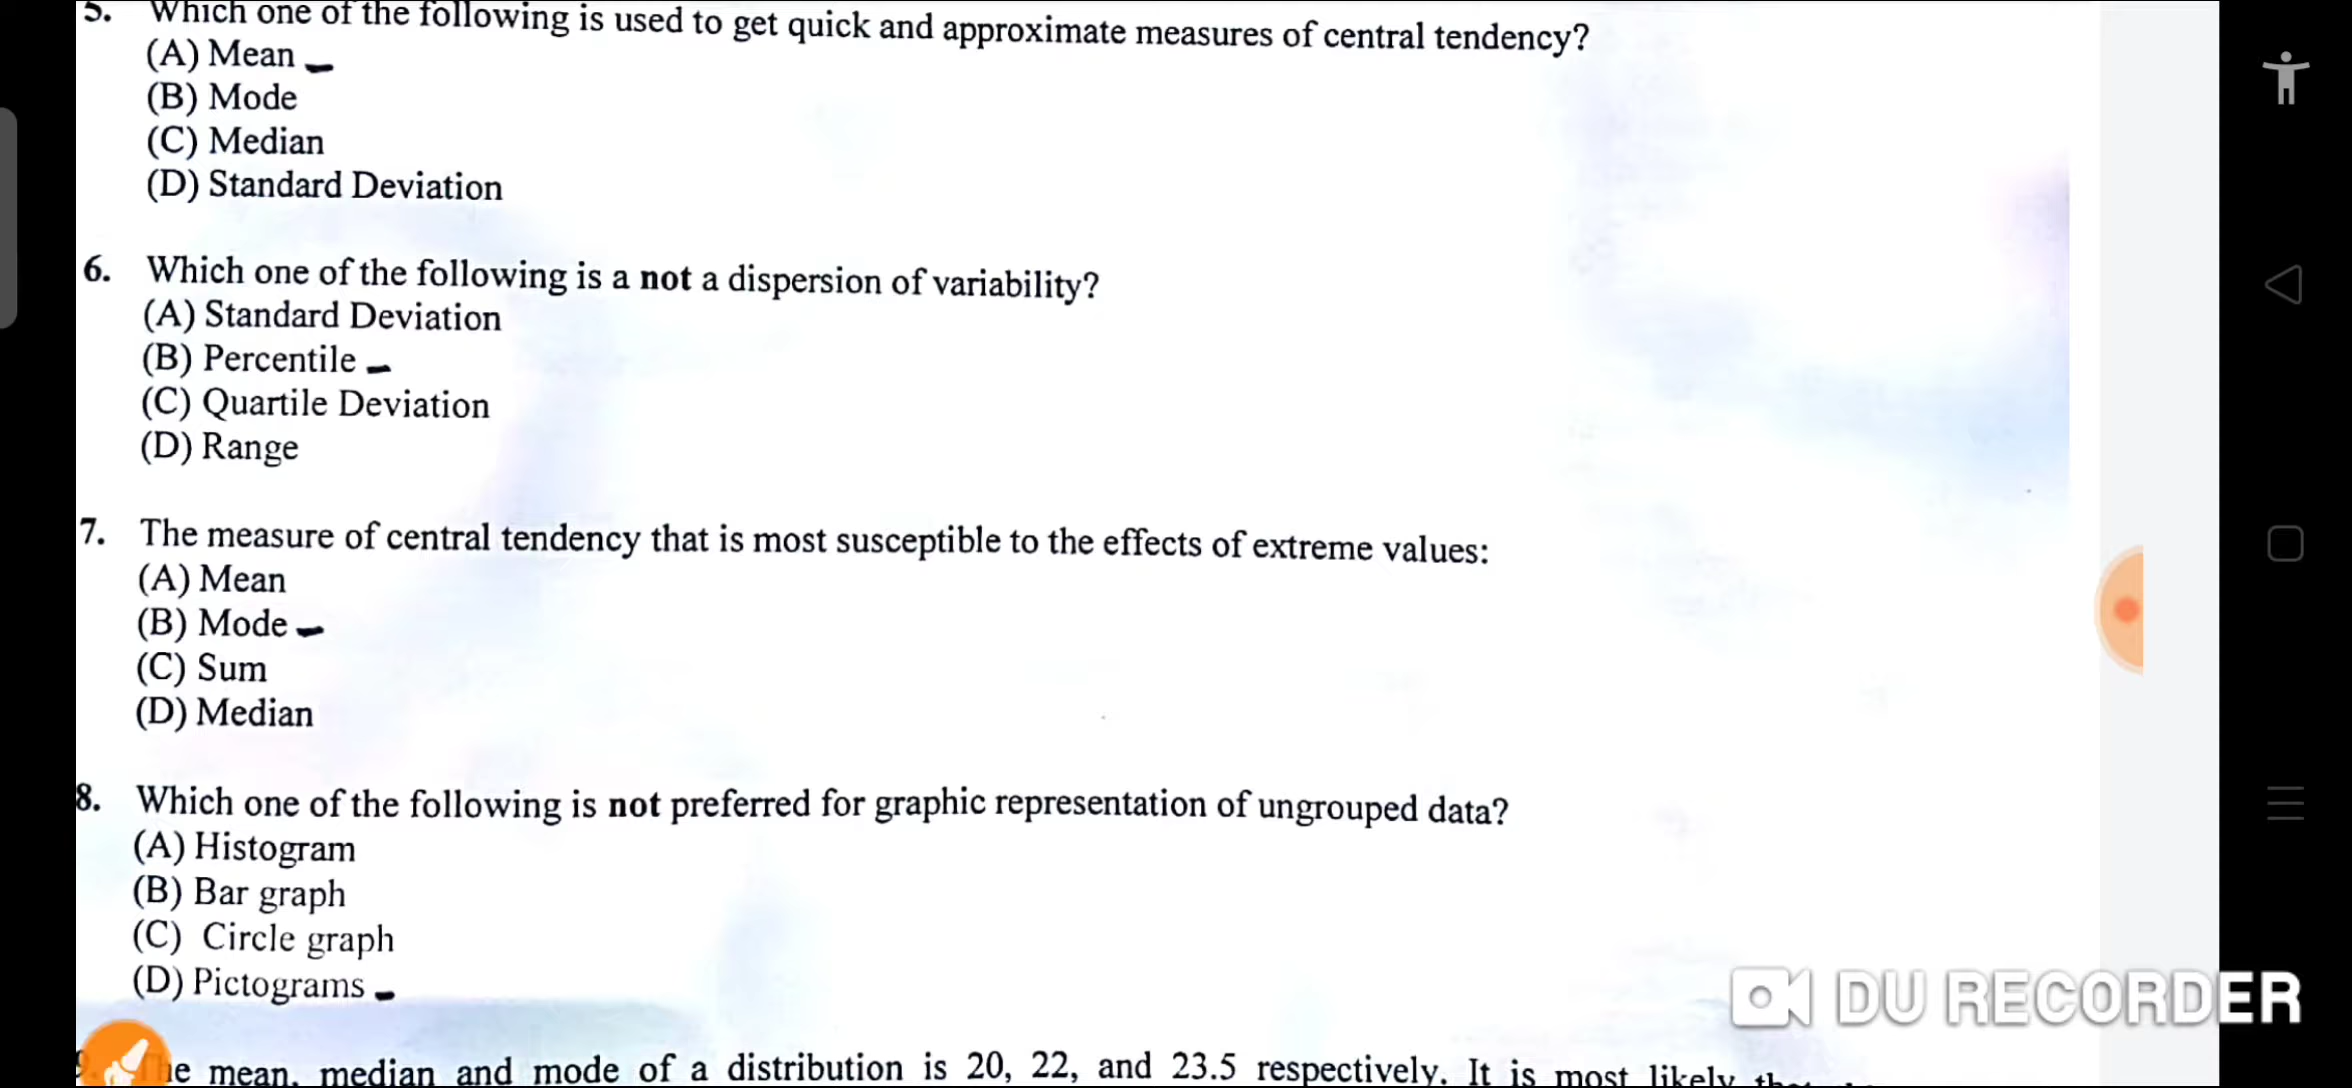 5. Which one of the following is used to get quick and approximate measures of central tendency?
(A) Mean
(B) Mode
(C) Median
(D) Standard Deviation
6. Which one of the following is a not a dispersion of variability?
(A) Standard Deviation
(B) Percentile
(C) Quartile Deviation
(D) Range
7. The measure of central tendency that is most susceptible to the effects of extreme values:
(A) Mean
(B) Mode
(C) Sum
(D) Median
8. Which one of the following is not preferred for graphic representation of ungrouped data?
(A) Histogram
(B) Bar graph
(C) Circle graph
(D) Pictograms
DU RECORDER
mean, median and mode of a distribution is 20, 22, and 23.5 respectively. It is most likely